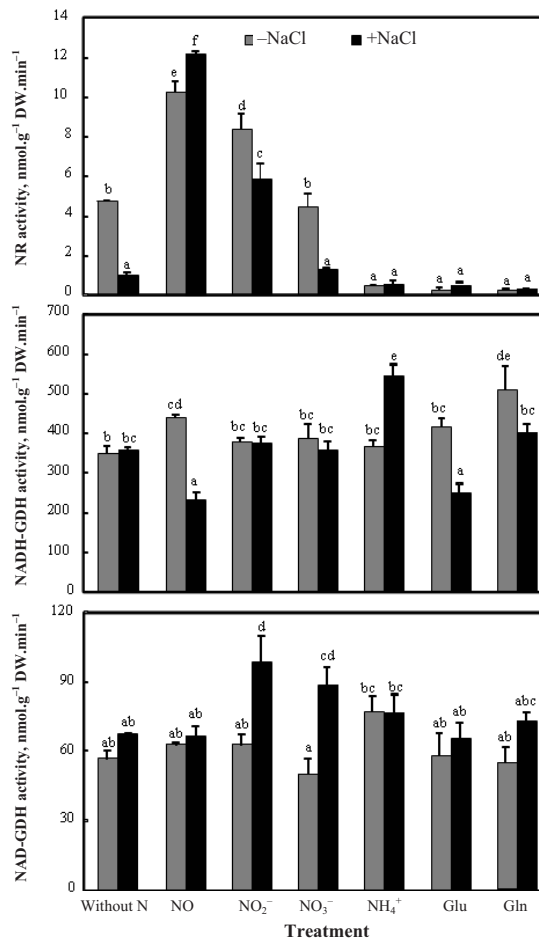 14
12
10
8
6
4
2
0
NR activity, nmol.g⁻¹ DW.min⁻¹
–NaCl +NaCl
b a e f d c b a a a a a a a
700
600
500
400
300
200
100
0
NADH-GDH activity, nmol.g⁻¹ DW.min⁻¹
b bc cd a bc bc bc bc bc e bc a de bc
120
90
60
30
0
NAD-GDH activity, nmol.g⁻¹ DW.min⁻¹
ab ab ab ab ab d a cd bc bc ab ab ab abc
Without N NO NO₂⁻ NO₃⁻ NH₄⁺ Glu Gln
Treatment